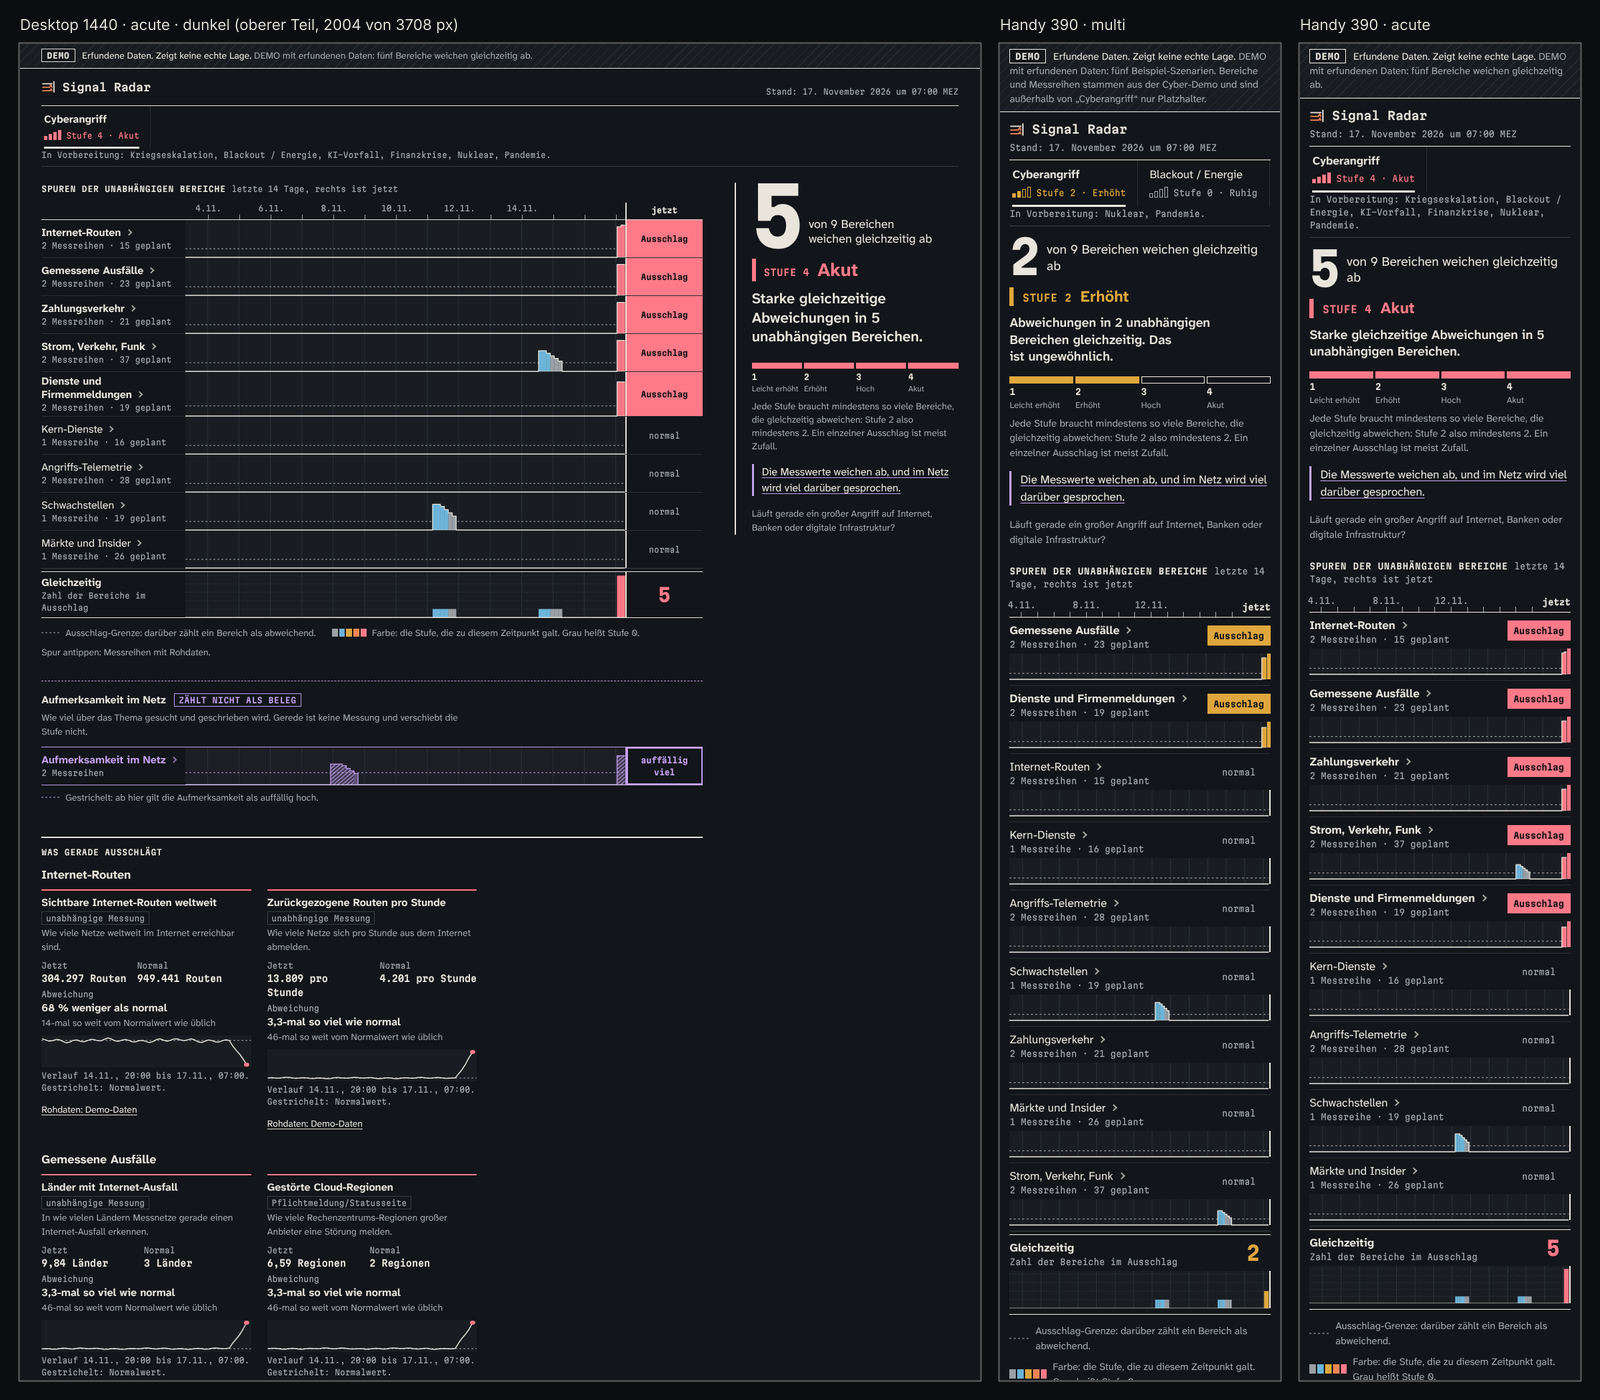 Desktop 1440 · acute · dunkel (oberer Teil, 2004 von 3708 px)
DEMO Erfundene Daten. Zeigt keine echte Lage. DEMO mit erfundenen Daten: fünf Bereiche weichen gleichzeitig ab.
Signal Radar
Stand: 17. November 2026 um 07:00 MEZ
Cyberangriff
Stufe 4 · Akut
In Vorbereitung: Kriegseskalation, Blackout / Energie, KI-Vorfall, Finanzkrise, Nuklear, Pandemie.
SPUREN DER UNABHÄNGIGEN BEREICHE letzte 14 Tage, rechts ist jetzt
4.11. 6.11. 8.11. 10.11. 12.11. 14.11. jetzt
Internet-Routen >
2 Messreihen · 15 geplant
Ausschlag
Gemessene Ausfälle >
2 Messreihen · 23 geplant
Ausschlag
Zahlungsverkehr >
2 Messreihen · 21 geplant
Ausschlag
Strom, Verkehr, Funk >
2 Messreihen · 37 geplant
Ausschlag
Dienste und
Firmenmeldungen >
2 Messreihen · 19 geplant
Ausschlag
Kern-Dienste >
1 Messreihe · 16 geplant
normal
Angriffs-Telemetrie >
2 Messreihen · 28 geplant
normal
Schwachstellen >
1 Messreihe · 19 geplant
normal
Märkte und Insider >
1 Messreihe · 26 geplant
normal
Gleichzeitig
Zahl der Bereiche im
Ausschlag
5
Ausschlag-Grenze: darüber zählt ein Bereich als abweichend.
Farbe: die Stufe, die zu diesem Zeitpunkt galt. Grau heißt Stufe 0.
Spur antippen: Messreihen mit Rohdaten.
Aufmerksamkeit im Netz ZÄHLT NICHT ALS BELEG
Wie viel über das Thema gesucht und geschrieben wird. Gerede ist keine Messung und verschiebt die
Stufe nicht.
Aufmerksamkeit im Netz >
2 Messreihen
auffällig
viel
Gestrichelt: ab hier gilt die Aufmerksamkeit als auffällig hoch.
5 von 9 Bereichen
weichen gleichzeitig ab
STUFE 4 Akut
Starke gleichzeitige
Abweichungen in 5
unabhängigen Bereichen.
1 2 3 4
Leicht erhöht Erhöht Hoch Akut
Jede Stufe braucht mindestens so viele Bereiche,
die gleichzeitig abweichen: Stufe 2 also
mindestens 2. Ein einzelner Ausschlag ist meist
Zufall.
Die Messwerte weichen ab, und im Netz
wird viel darüber gesprochen.
Läuft gerade ein großer Angriff auf Internet,
Banken oder digitale Infrastruktur?
WAS GERADE AUSSCHLÄGT
Internet-Routen
Sichtbare Internet-Routen weltweit
unabhängige Messung
Wie viele Netze weltweit im Internet erreichbar
sind.
Jetzt Normal
304.297 Routen 949.441 Routen
Abweichung
68 % weniger als normal
14-mal so weit vom Normalwert wie üblich
Verlauf 14.11., 20:00 bis 17.11., 07:00.
Gestrichelt: Normalwert.
Rohdaten: Demo-Daten
Zurückgezogene Routen pro Stunde
unabhängige Messung
Wie viele Netze sich pro Stunde aus dem Internet
abmelden.
Jetzt Normal
13.809 pro 4.201 pro Stunde
Stunde
Abweichung
3,3-mal so viel wie normal
46-mal so weit vom Normalwert wie üblich
Verlauf 14.11., 20:00 bis 17.11., 07:00.
Gestrichelt: Normalwert.
Rohdaten: Demo-Daten
Gemessene Ausfälle
Länder mit Internet-Ausfall
unabhängige Messung
In wie vielen Ländern Messnetze gerade einen
Internet-Ausfall erkennen.
Jetzt Normal
9,84 Länder 3 Länder
Abweichung
3,3-mal so viel wie normal
46-mal so weit vom Normalwert wie üblich
Verlauf 14.11., 20:00 bis 17.11., 07:00.
Gestrichelt: Normalwert.
Gestörte Cloud-Regionen
Pflichtmeldung/Statusseite
Wie viele Rechenzentrums-Regionen großer
Anbieter eine Störung melden.
Jetzt Normal
6,59 Regionen 2 Regionen
Abweichung
3,3-mal so viel wie normal
46-mal so weit vom Normalwert wie üblich
Verlauf 14.11., 20:00 bis 17.11., 07:00.
Gestrichelt: Normalwert.
Handy 390 · multi
DEMO Erfundene Daten. Zeigt keine echte Lage. DEMO
mit erfundenen Daten: fünf Beispiel-Szenarien. Bereiche
und Messreihen stammen aus der Cyber-Demo und sind
außerhalb von „Cyberangriff“ nur Platzhalter.
Signal Radar
Stand: 17. November 2026 um 07:00 MEZ
Cyberangriff
Stufe 2 · Erhöht
Blackout / Energie
Stufe 0 · Ruhig
In Vorbereitung: Nuklear, Pandemie.
2 von 9 Bereichen weichen gleichzeitig
ab
STUFE 2 Erhöht
Abweichungen in 2 unabhängigen
Bereichen gleichzeitig. Das
ist ungewöhnlich.
1 2 3 4
Leicht erhöht Erhöht Hoch Akut
Jede Stufe braucht mindestens so viele Bereiche, die
gleichzeitig abweichen: Stufe 2 also mindestens 2. Ein
einzelner Ausschlag ist meist Zufall.
Die Messwerte weichen ab, und im Netz wird viel
darüber gesprochen.
Läuft gerade ein großer Angriff auf Internet, Banken oder
digitale Infrastruktur?
SPUREN DER UNABHÄNGIGEN BEREICHE letzte 14
Tage, rechts ist jetzt
4.11. 8.11. 12.11. jetzt
Gemessene Ausfälle >
2 Messreihen · 23 geplant
Ausschlag
Dienste und Firmenmeldungen >
2 Messreihen · 19 geplant
Ausschlag
Internet-Routen >
2 Messreihen · 15 geplant
normal
Kern-Dienste >
1 Messreihe · 16 geplant
normal
Angriffs-Telemetrie >
2 Messreihen · 28 geplant
normal
Schwachstellen >
1 Messreihe · 19 geplant
normal
Zahlungsverkehr >
2 Messreihen · 21 geplant
normal
Märkte und Insider >
1 Messreihe · 26 geplant
normal
Strom, Verkehr, Funk >
2 Messreihen · 37 geplant
normal
Gleichzeitig
Zahl der Bereiche im Ausschlag
2
Ausschlag-Grenze: darüber zählt ein Bereich als
abweichend.
Farbe: die Stufe, die zu diesem Zeitpunkt galt.
Grau heißt Stufe 0.
Handy 390 · acute
DEMO Erfundene Daten. Zeigt keine echte Lage. DEMO
mit erfundenen Daten: fünf Bereiche weichen gleichzeitig
ab.
Signal Radar
Stand: 17. November 2026 um 07:00 MEZ
Cyberangriff
Stufe 4 · Akut
In Vorbereitung: Kriegseskalation, Blackout /
Energie, KI-Vorfall, Finanzkrise, Nuklear,
Pandemie.
5 von 9 Bereichen weichen gleichzeitig
ab
STUFE 4 Akut
Starke gleichzeitige Abweichungen in 5
unabhängigen Bereichen.
1 2 3 4
Leicht erhöht Erhöht Hoch Akut
Jede Stufe braucht mindestens so viele Bereiche, die
gleichzeitig abweichen: Stufe 2 also mindestens 2. Ein
einzelner Ausschlag ist meist Zufall.
Die Messwerte weichen ab, und im Netz wird viel
darüber gesprochen.
Läuft gerade ein großer Angriff auf Internet, Banken oder
digitale Infrastruktur?
SPUREN DER UNABHÄNGIGEN BEREICHE letzte 14
Tage, rechts ist jetzt
4.11. 8.11. 12.11. jetzt
Internet-Routen >
2 Messreihen · 15 geplant
Ausschlag
Gemessene Ausfälle >
2 Messreihen · 23 geplant
Ausschlag
Zahlungsverkehr >
2 Messreihen · 21 geplant
Ausschlag
Strom, Verkehr, Funk >
2 Messreihen · 37 geplant
Ausschlag
Dienste und Firmenmeldungen >
2 Messreihen · 19 geplant
Ausschlag
Kern-Dienste >
1 Messreihe · 16 geplant
normal
Angriffs-Telemetrie >
2 Messreihen · 28 geplant
normal
Schwachstellen >
1 Messreihe · 19 geplant
normal
Märkte und Insider >
1 Messreihe · 26 geplant
normal
Gleichzeitig
Zahl der Bereiche im Ausschlag
5
Ausschlag-Grenze: darüber zählt ein Bereich als
abweichend.
Farbe: die Stufe, die zu diesem Zeitpunkt galt.
Grau heißt Stufe 0.